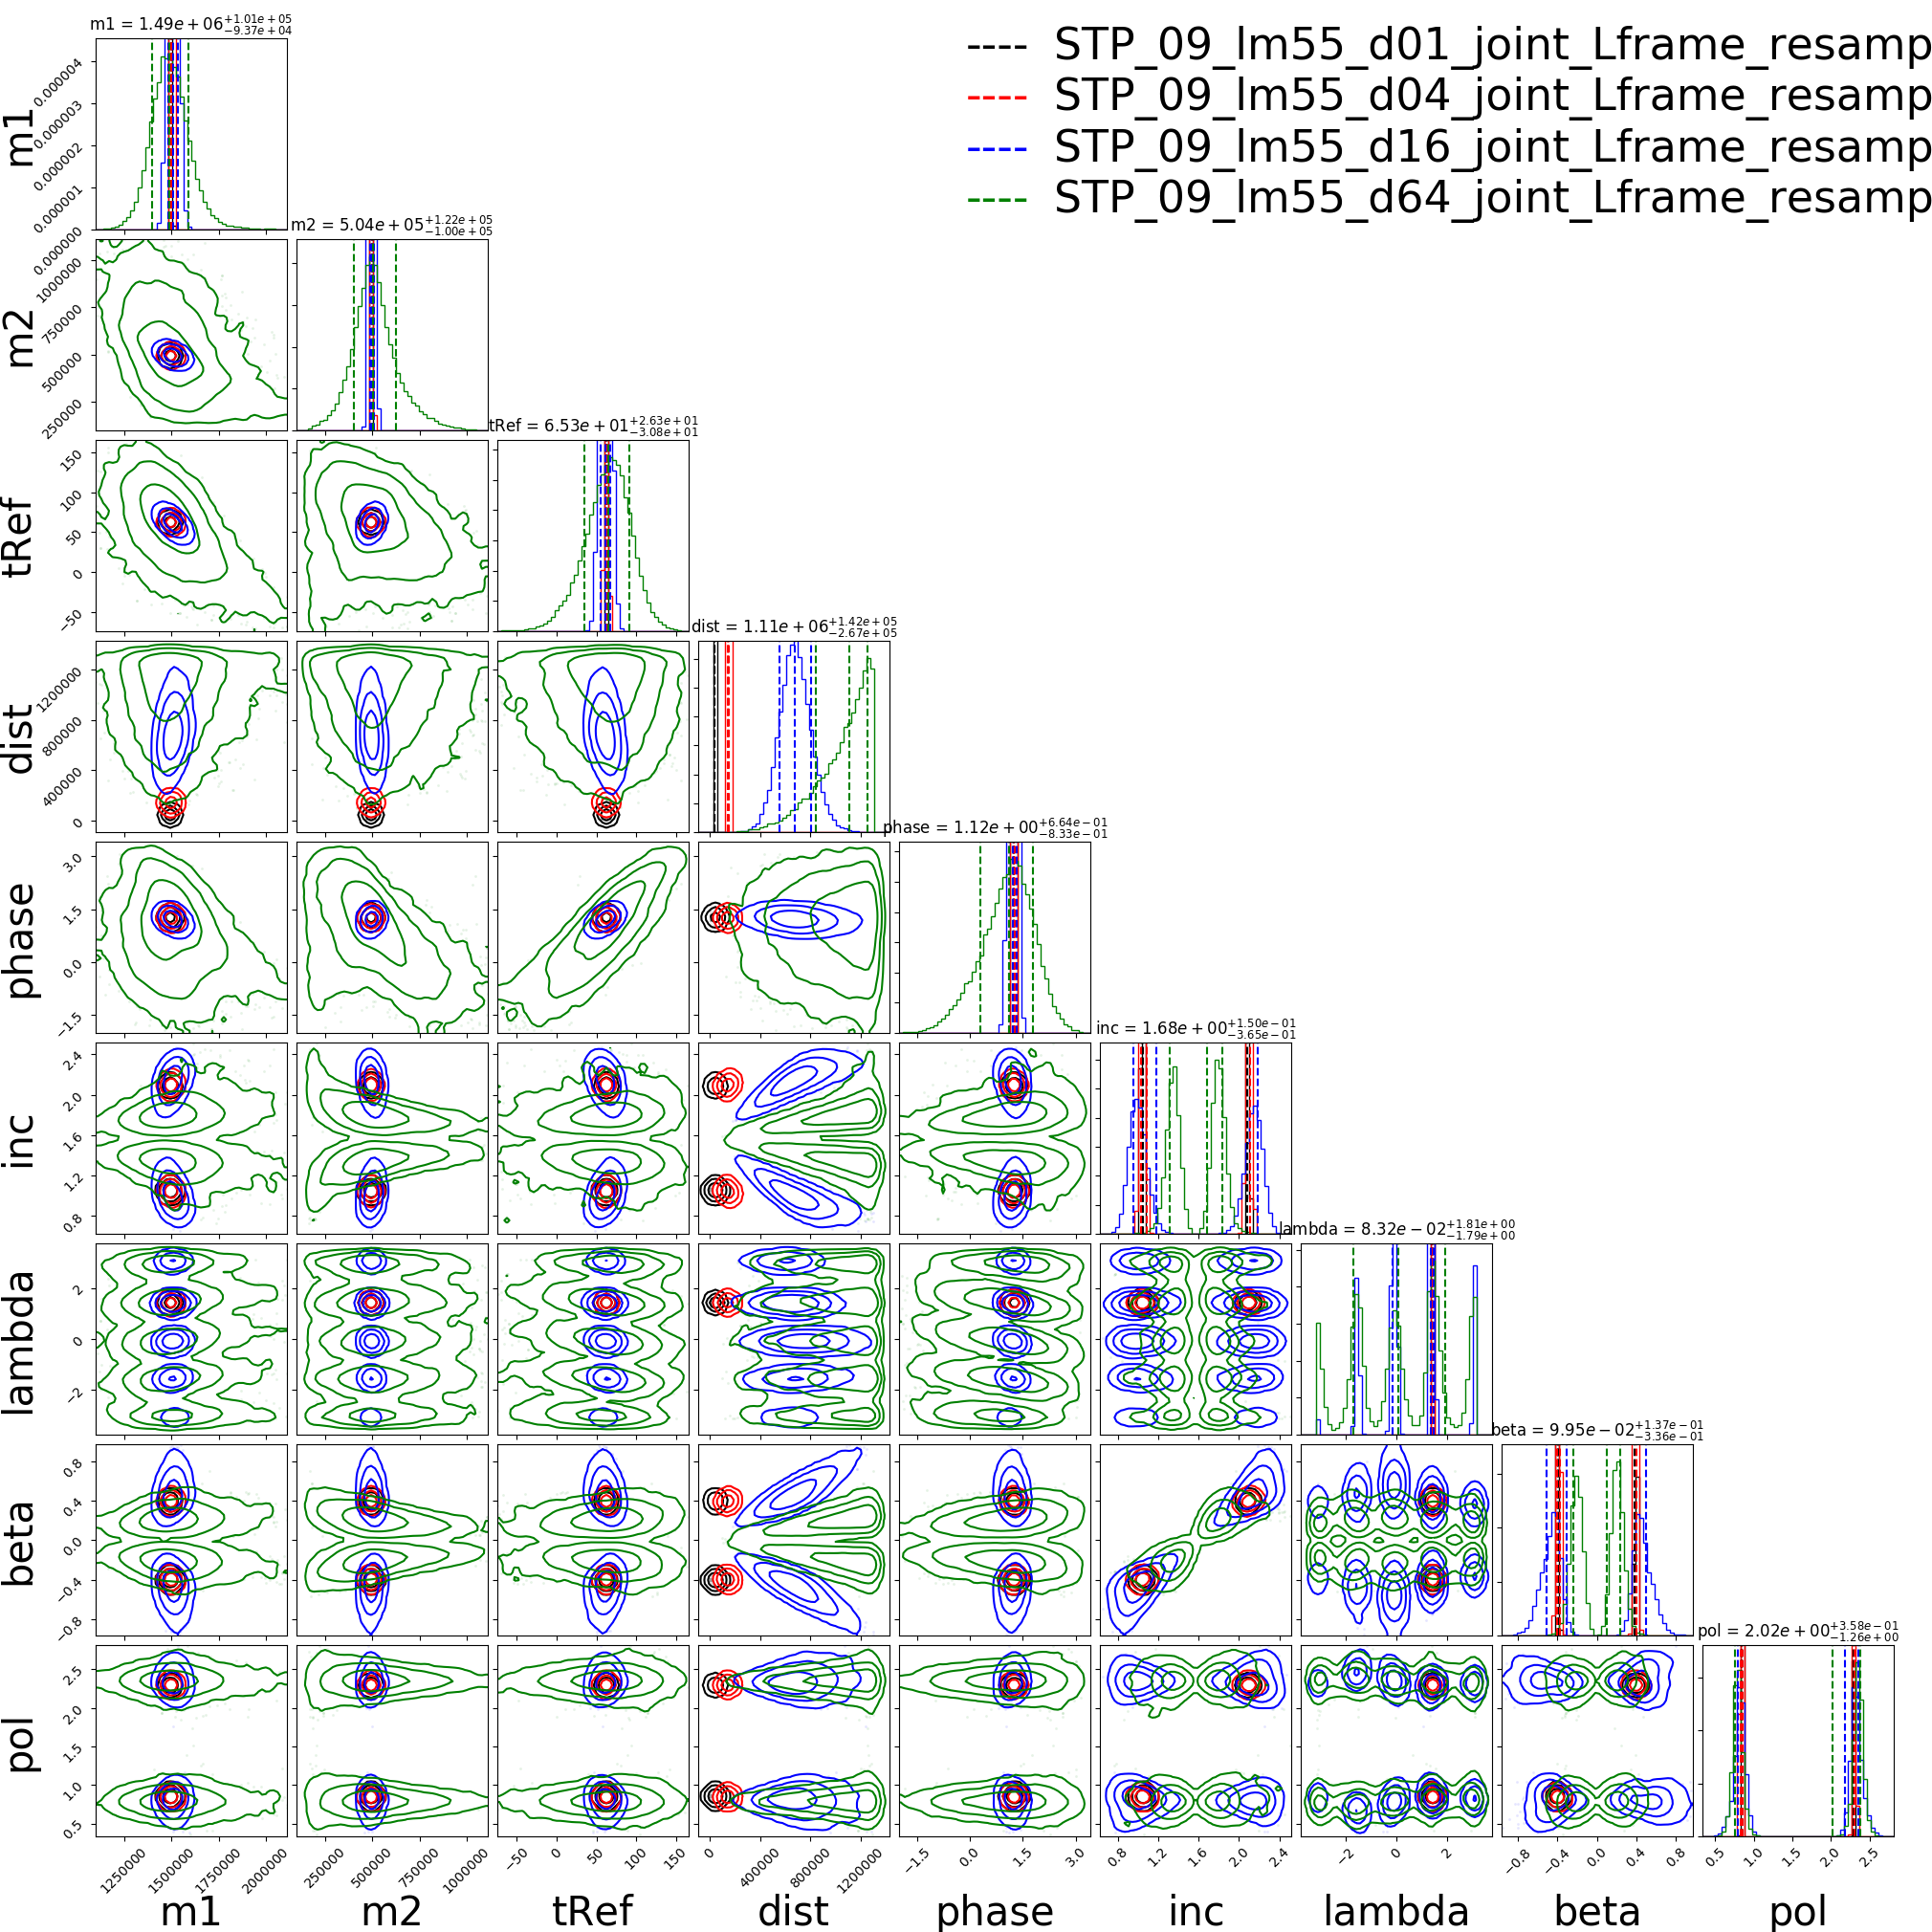 m1 = 1.49e + 06 +1.01e + 05 −9.37e + 04
STP_09_lm55_d01_joint_Lframe_resamp
STP_09_lm55_d04_joint_Lframe_resamp
STP_09_lm55_d16_joint_Lframe_resamp
STP_09_lm55_d64_joint_Lframe_resamp
m1
0.000004
0.000003
0.000002
0.000001
0.000000
m2 = 5.04e + 05 +1.22e + 05 −1.00e + 05
m2
1000000
750000
500000
250000
tRef = 6.53e + 01 +2.63e + 01 −3.08e + 01
tRef
150
100
50
0
−50
dist = 1.11e + 06 +1.42e + 05 −2.67e + 05
dist
1200000
800000
400000
0
phase = 1.12e + 00 +6.64e − 01 −8.33e − 01
phase
3.0
1.5
0.0
−1.5
inc = 1.68e + 00 +1.50e − 01 −3.65e − 01
inc
2.4
2.0
1.6
1.2
0.8
lambda = 8.32e − 02 +1.81e + 00 −1.79e + 00
lambda
2
0
−2
beta = 9.95e − 02 +1.37e − 01 −3.36e − 01
beta
0.8
0.4
0.0
−0.4
−0.8
pol = 2.02e + 00 +3.58e − 01 −1.26e + 00
pol
2.5
2.0
1.5
1.0
0.5
1250000 1500000 1750000 2000000 250000 500000 750000 1000000 −50 0 50 100 150 0 400000 800000 1200000 −1.5 0.0 1.5 3.0 0.8 1.2 1.6 2.0 2.4 −2 0 2 −0.8 −0.4 0.0 0.4 0.8 0.5 1.0 1.5 2.0 2.5
m1 m2 tRef dist phase inc lambda beta pol